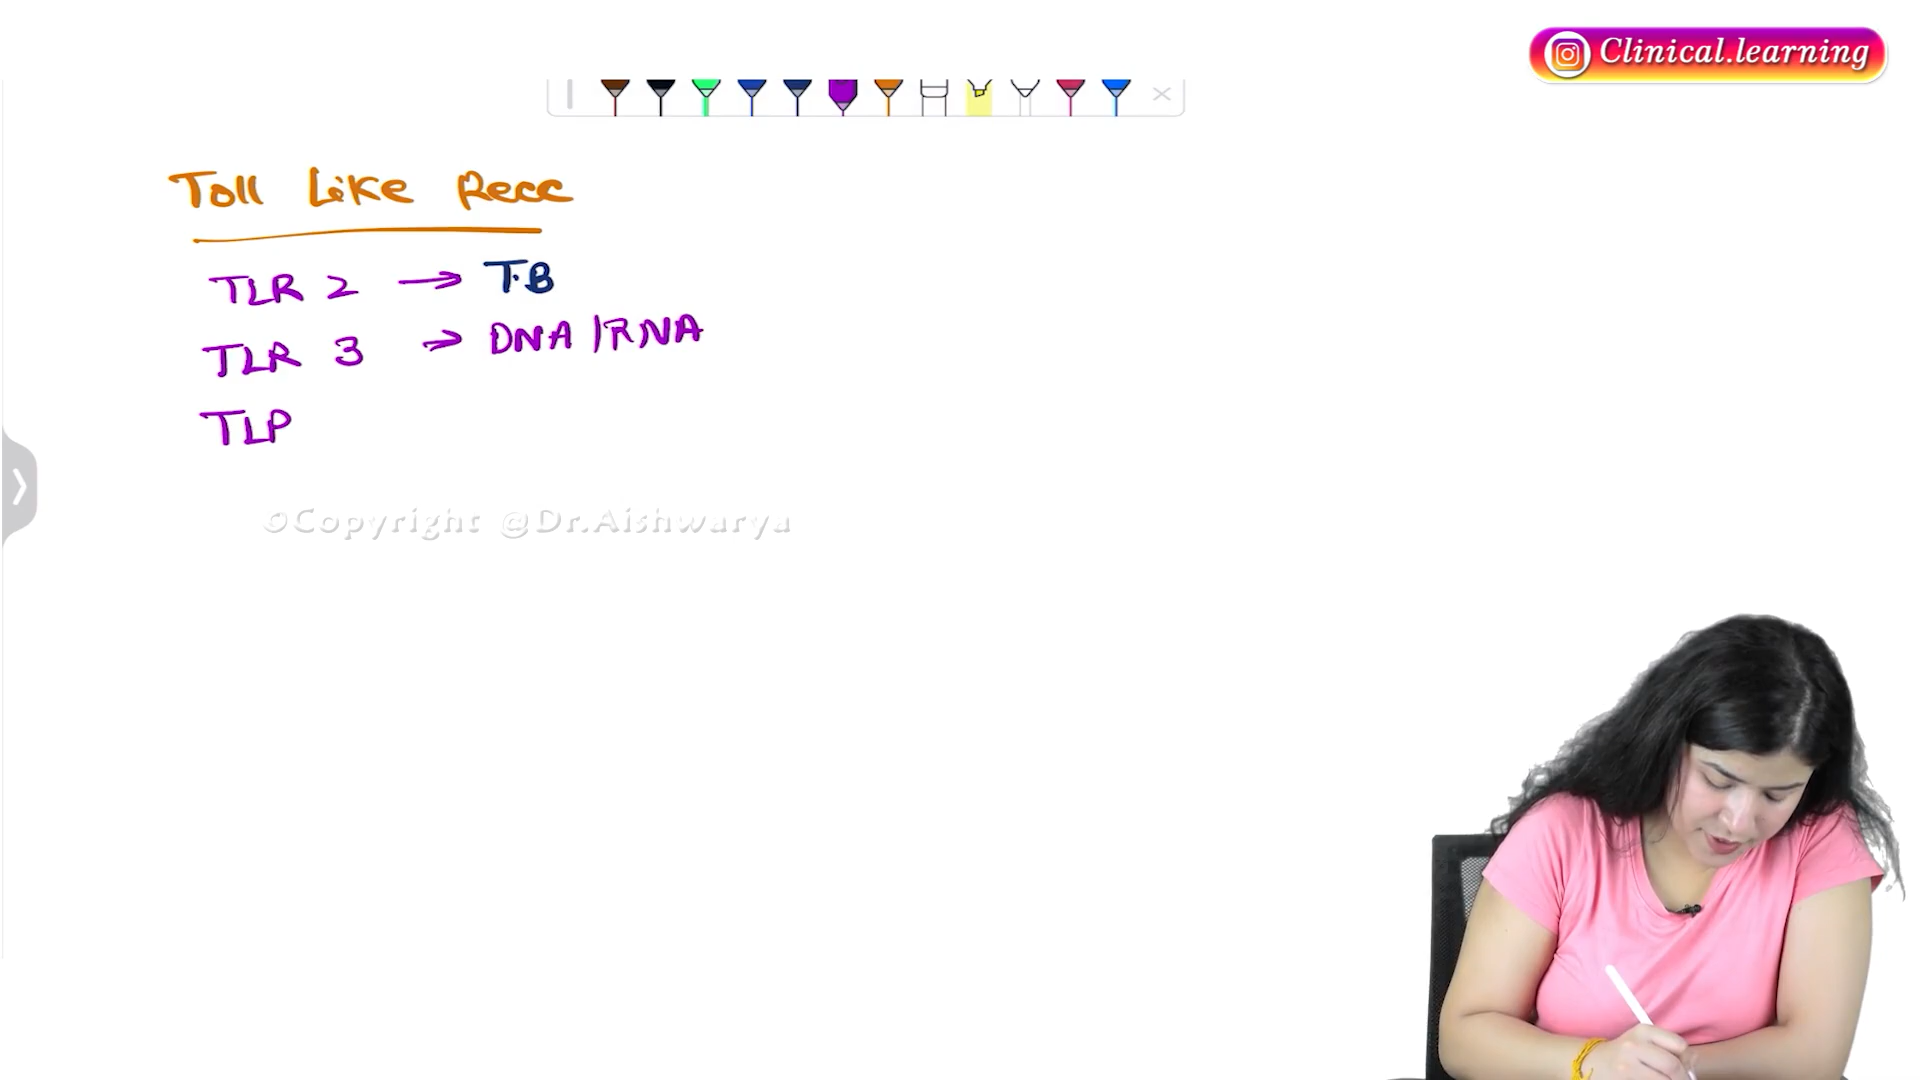 Clinical.learning
Toll Like Recc
TLR 2 → T.B
TLR 3 → DNA/RNA
TLP
©Copyright @Dr.Aishwarya